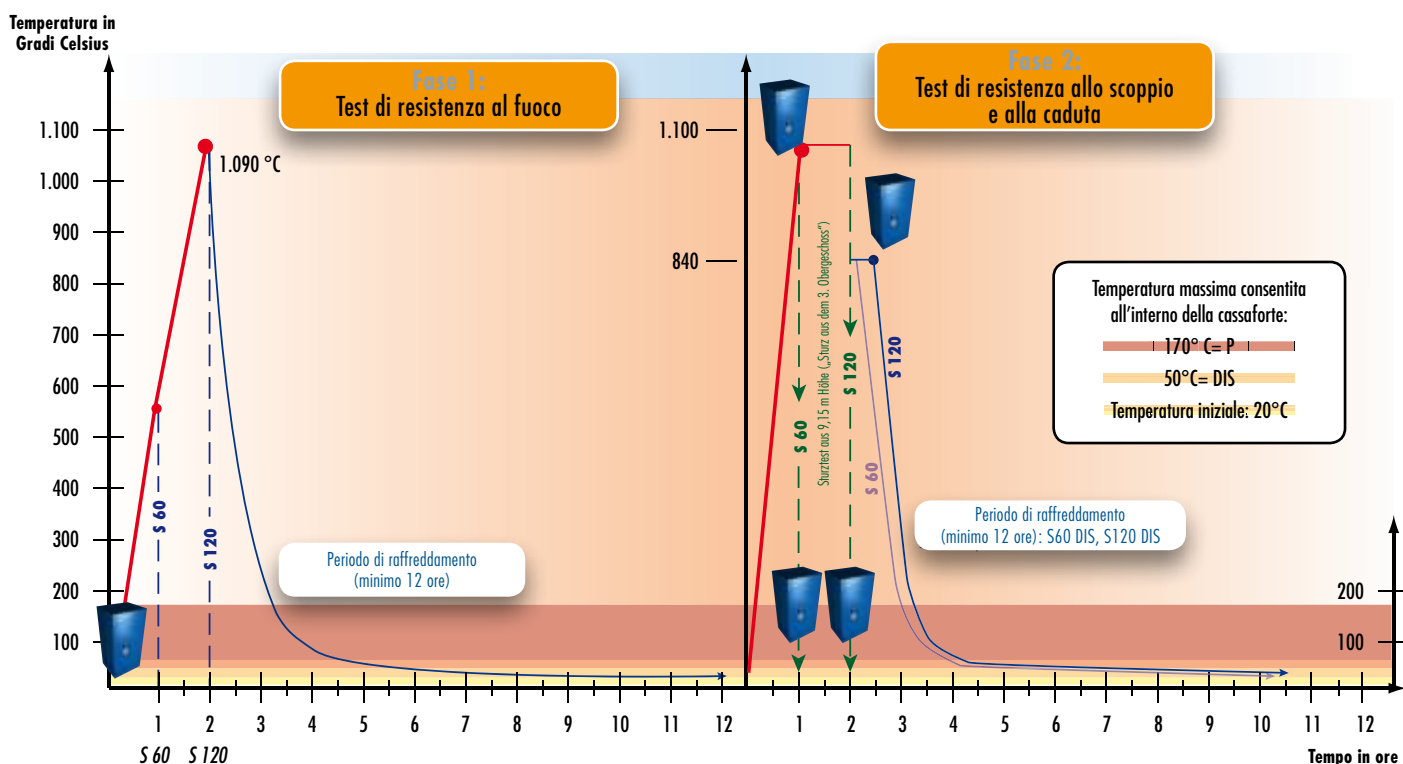 Temperatura in
Gradi Celsius
Fase 1:
Test di resistenza al fuoco
Fase 2:
Test di resistenza allo scoppio
e alla caduta
1.100
1.000
900
800
700
600
500
400
300
200
100
1.090 °C
S 60
S 120
Periodo di raffreddamento
(minimo 12 ore)
1 2 3 4 5 6 7 8 9 10 11 12
S 60 S 120
1.100
840
S 60
Sturztest aus 9,15 m Höhe („Sturz aus dem 3. Obergeschoss“)
S 120
S 60
S 120
Temperatura massima consentita
all’interno della cassaforte:
170° C= P
50°C= DIS
Temperatura iniziale: 20°C
Periodo di raffreddamento
(minimo 12 ore): S60 DIS, S120 DIS
200
100
1 2 3 4 5 6 7 8 9 10 11 12
Tempo in ore